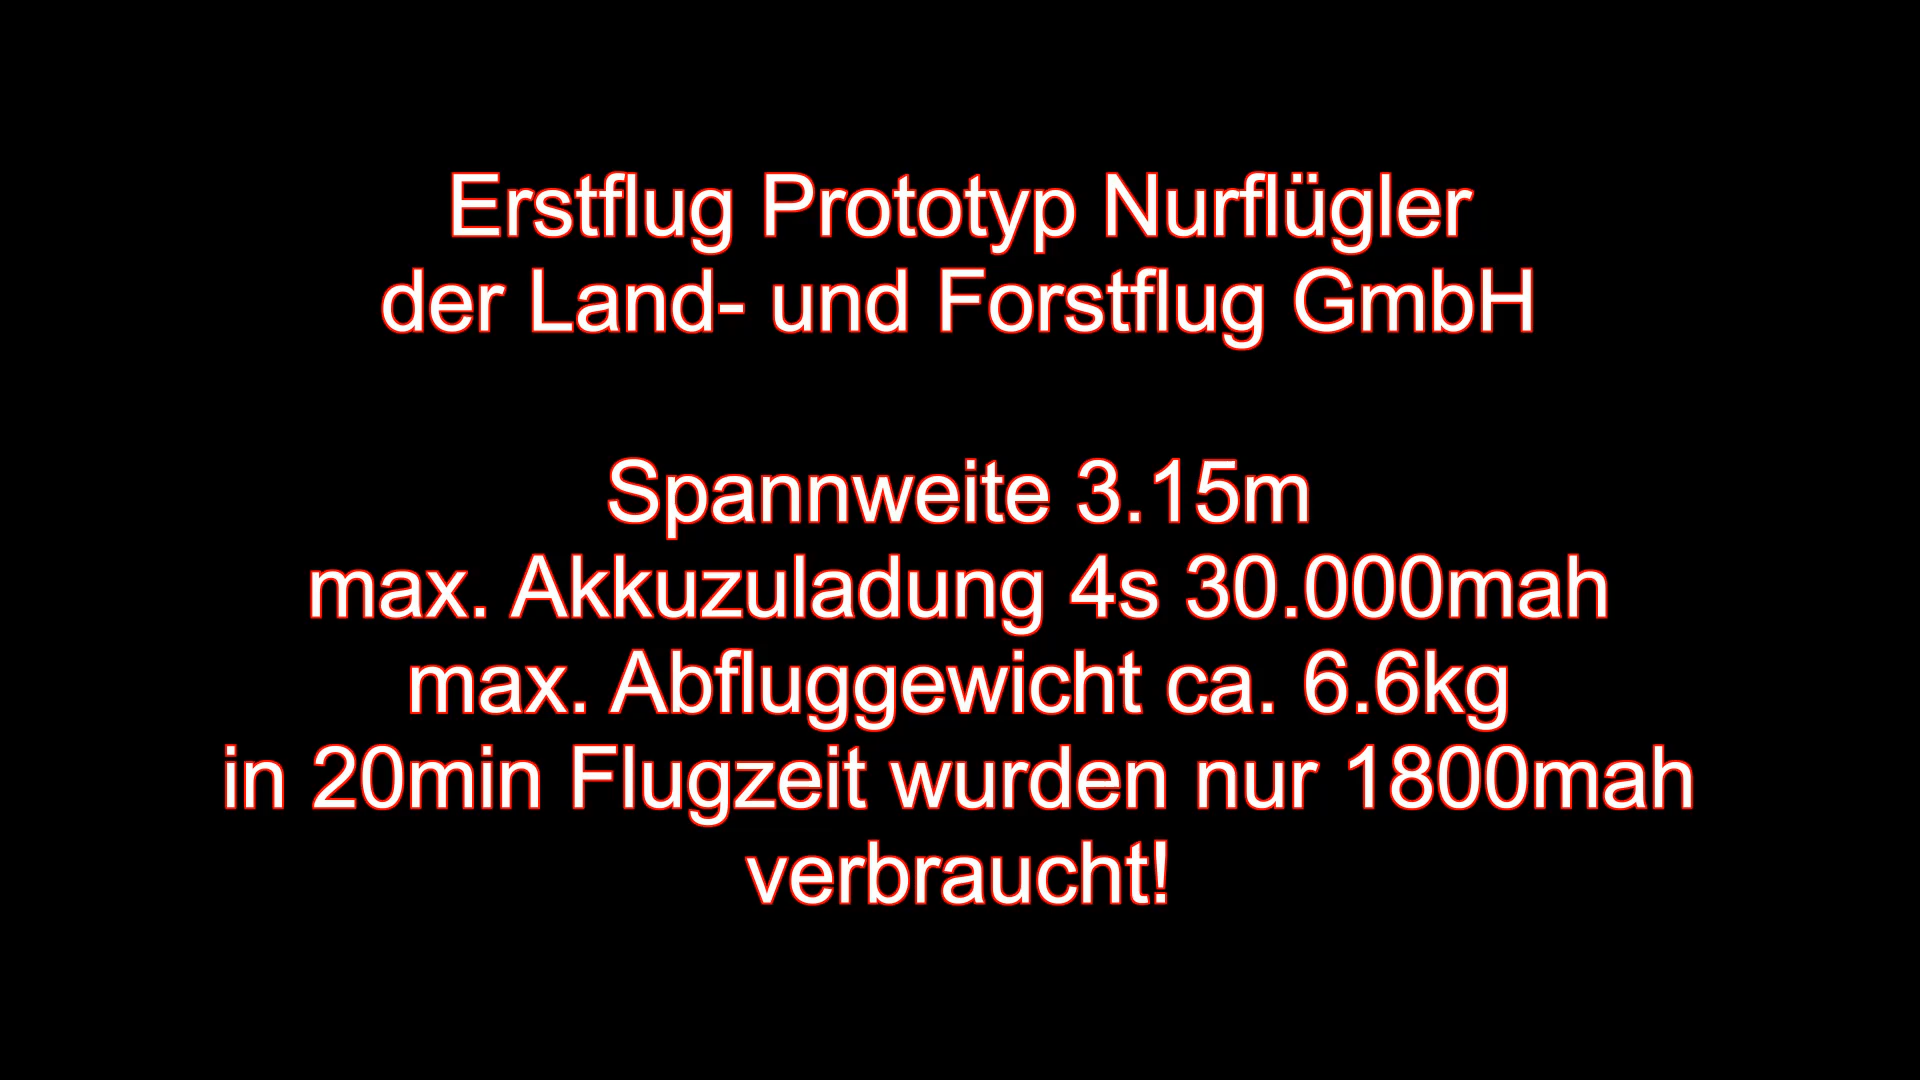 Erstflug Prototyp Nurflügler
der Land- und Forstflug GmbH
Spannweite 3.15m
max. Akkuzuladung 4s 30.000mah
max. Abfluggewicht ca. 6.6kg
in 20min Flugzeit wurden nur 1800mah
verbraucht!